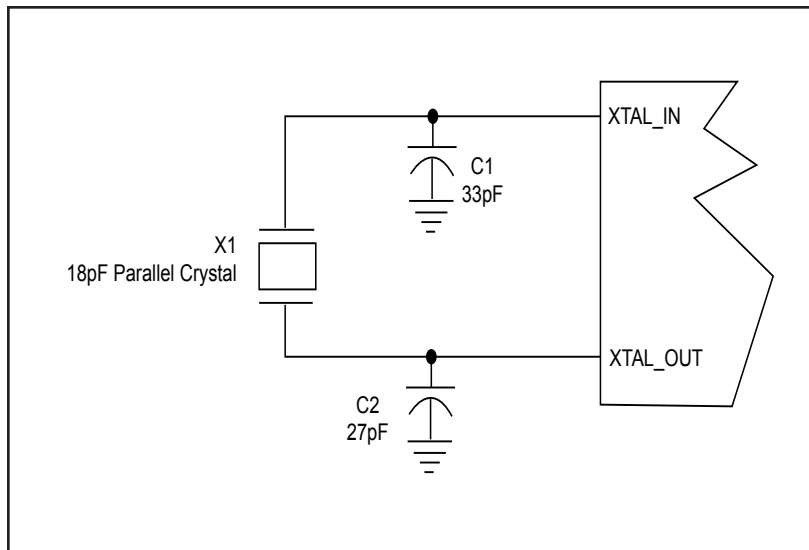 XTAL_IN
C1
33pF
X1
18pF Parallel Crystal
XTAL_OUT
C2
27pF